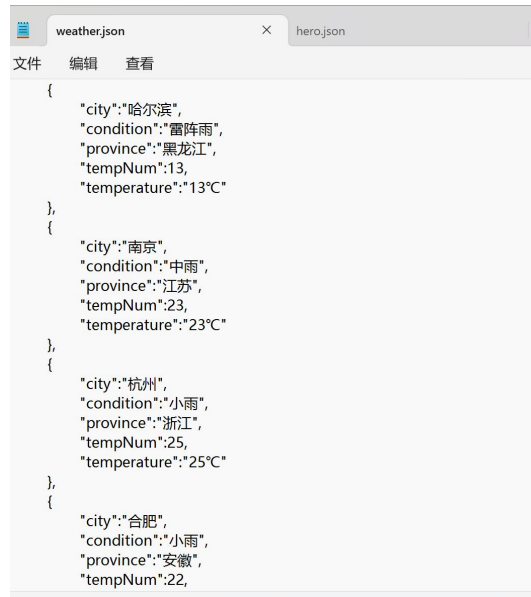 weather.json
hero.json
文件 编辑 查看
{
"city":"哈尔滨",
"condition":"雷阵雨",
"province":"黑龙江",
"tempNum":13,
"temperature":"13℃"
},
{
"city":"南京",
"condition":"中雨",
"province":"江苏",
"tempNum":23,
"temperature":"23℃"
},
{
"city":"杭州",
"condition":"小雨",
"province":"浙江",
"tempNum":25,
"temperature":"25℃"
},
{
"city":"合肥",
"condition":"小雨",
"province":"安徽",
"tempNum":22,